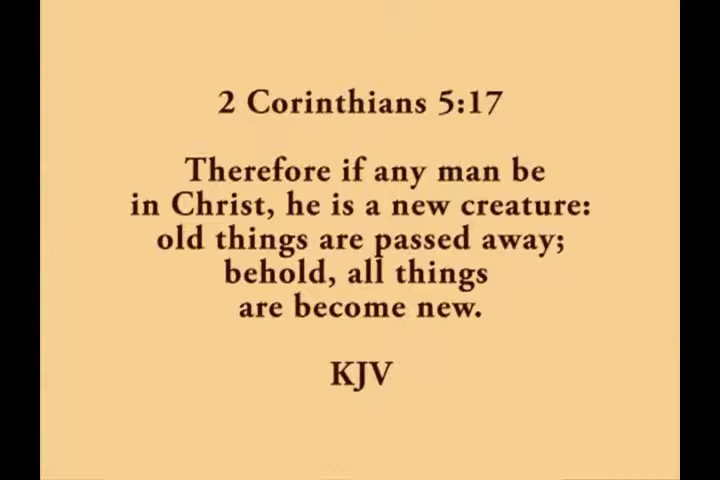 2 Corinthians 5:17
Therefore if any man be
in Christ, he is a new creature:
old things are passed away;
behold, all things
are become new.
KJV